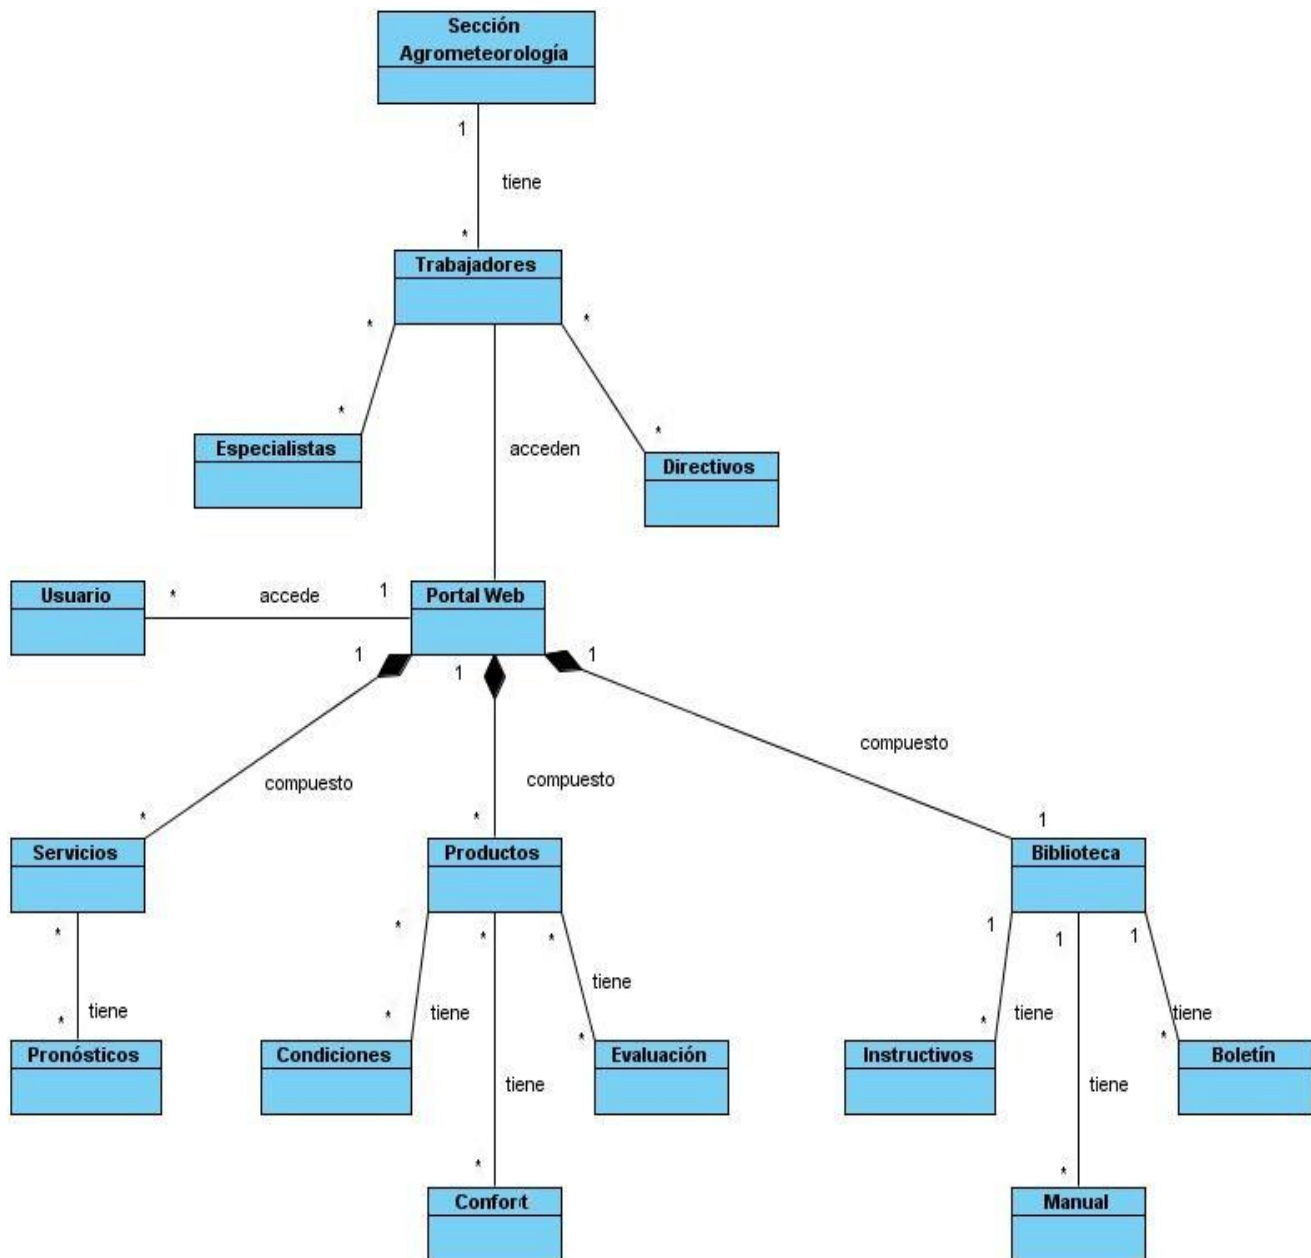 Sección
Agrometeorología
1
tiene
*
Trabajadores
*
*
*
*
Especialistas
acceden
Directivos
Usuario
*
accede
1
Portal Web
1
1
1
compuesto
compuesto
compuesto
*
*
1
Servicios
Productos
Biblioteca
*
*
*
*
1
1
1
tiene
tiene
tiene
tiene
tiene
*
*
*
*
*
Pronósticos
Condiciones
Evaluación
Instructivos
Boletín
tiene
tiene
*
*
Confort
Manual